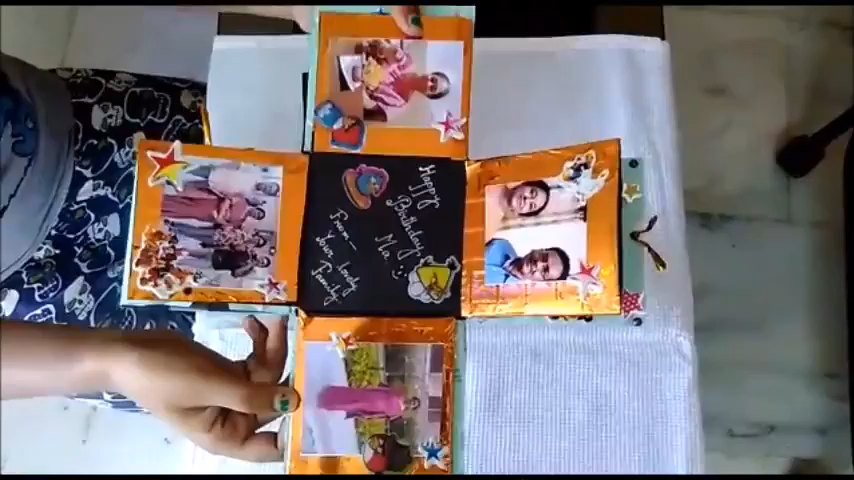 Happy
Birthday
Ma :)
From—
Your lovely
Family!